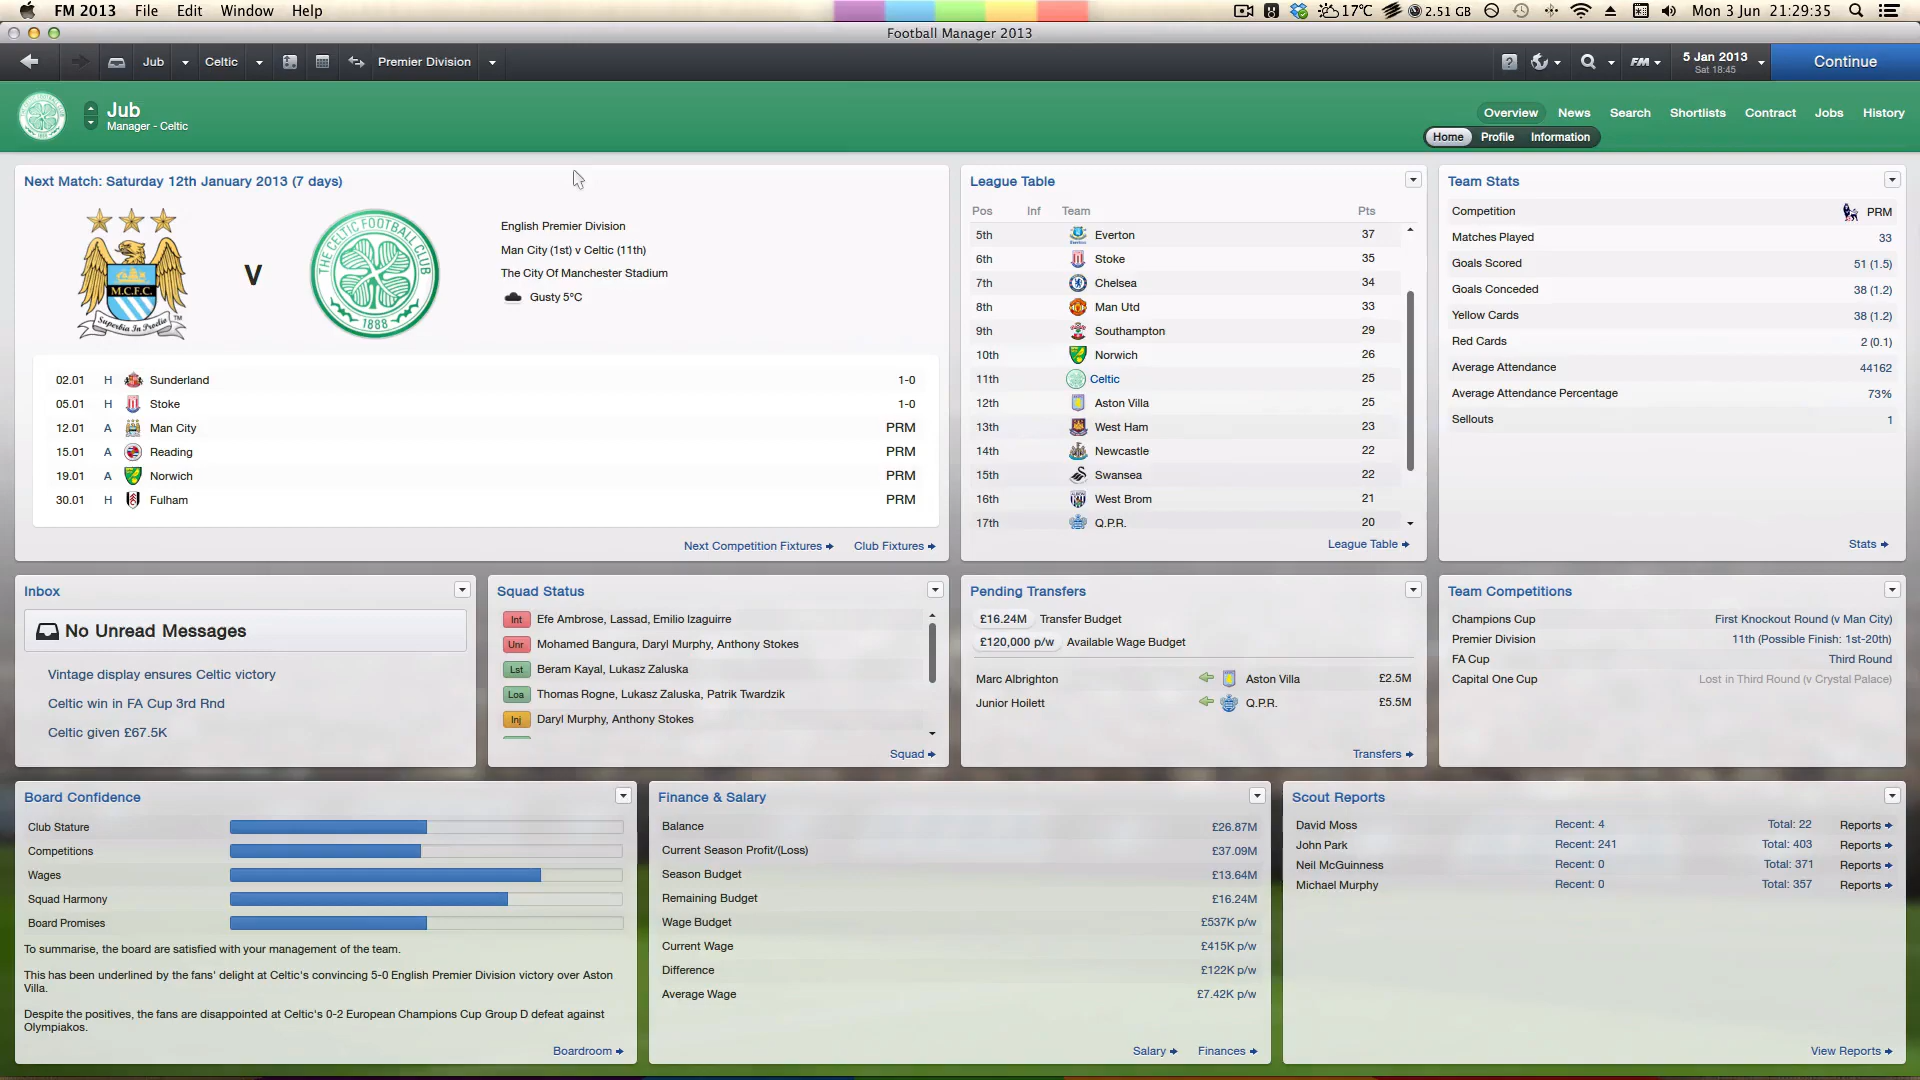 FM 2013 File Edit Window Help 17°C 2.51 GB Mon 3 Jun 21:29:35
Football Manager 2013
Jub Celtic Premier Division ? FM 5 Jan 2013 Continue
Sat 18:45
Jub
Manager - Celtic
Overview News Search Shortlists Contract Jobs History
Home Profile Information
Next Match: Saturday 12th January 2013 (7 days)
M.C.F.C.
Superbia In Proelio
V
THE CELTIC FOOTBALL CLUB
1888
English Premier Division
Man City (1st) v Celtic (11th)
The City Of Manchester Stadium
Gusty 5°C
02.01 H Sunderland 1-0
05.01 H Stoke 1-0
12.01 A Man City PRM
15.01 A Reading PRM
19.01 A Norwich PRM
30.01 H Fulham PRM
Next Competition Fixtures Club Fixtures
League Table
Pos Inf Team Pts
5th Everton 37
6th Stoke 35
7th Chelsea 34
8th Man Utd 33
9th Southampton 29
10th Norwich 26
11th Celtic 25
12th Aston Villa 25
13th West Ham 23
14th Newcastle 22
15th Swansea 22
16th West Brom 21
17th Q.P.R. 20
League Table
Team Stats
Competition PRM
Matches Played 33
Goals Scored 51 (1.5)
Goals Conceded 38 (1.2)
Yellow Cards 38 (1.2)
Red Cards 2 (0.1)
Average Attendance 44162
Average Attendance Percentage 73%
Sellouts 1
Stats
Inbox
No Unread Messages
Vintage display ensures Celtic victory
Celtic win in FA Cup 3rd Rnd
Celtic given £67.5K
Squad Status
Int Efe Ambrose, Lassad, Emilio Izaguirre
Unr Mohamed Bangura, Daryl Murphy, Anthony Stokes
Lst Beram Kayal, Lukasz Zaluska
Loa Thomas Rogne, Lukasz Zaluska, Patrik Twardzik
Inj Daryl Murphy, Anthony Stokes
Squad
Pending Transfers
£16.24M Transfer Budget
£120,000 p/w Available Wage Budget
Marc Albrighton Aston Villa £2.5M
Junior Hoilett Q.P.R. £5.5M
Transfers
Team Competitions
Champions Cup First Knockout Round (v Man City)
Premier Division 11th (Possible Finish: 1st-20th)
FA Cup Third Round
Capital One Cup Lost in Third Round (v Crystal Palace)
Board Confidence
Club Stature
Competitions
Wages
Squad Harmony
Board Promises
To summarise, the board are satisfied with your management of the team.
This has been underlined by the fans' delight at Celtic's convincing 5-0 English Premier Division victory over Aston
Villa.
Despite the positives, the fans are disappointed at Celtic's 0-2 European Champions Cup Group D defeat against
Olympiakos.
Boardroom
Finance & Salary
Balance £26.87M
Current Season Profit/(Loss) £37.09M
Season Budget £13.64M
Remaining Budget £16.24M
Wage Budget £537K p/w
Current Wage £415K p/w
Difference £122K p/w
Average Wage £7.42K p/w
Salary Finances
Scout Reports
David Moss Recent: 4 Total: 22 Reports
John Park Recent: 241 Total: 403 Reports
Neil McGuinness Recent: 0 Total: 371 Reports
Michael Murphy Recent: 0 Total: 357 Reports
View Reports